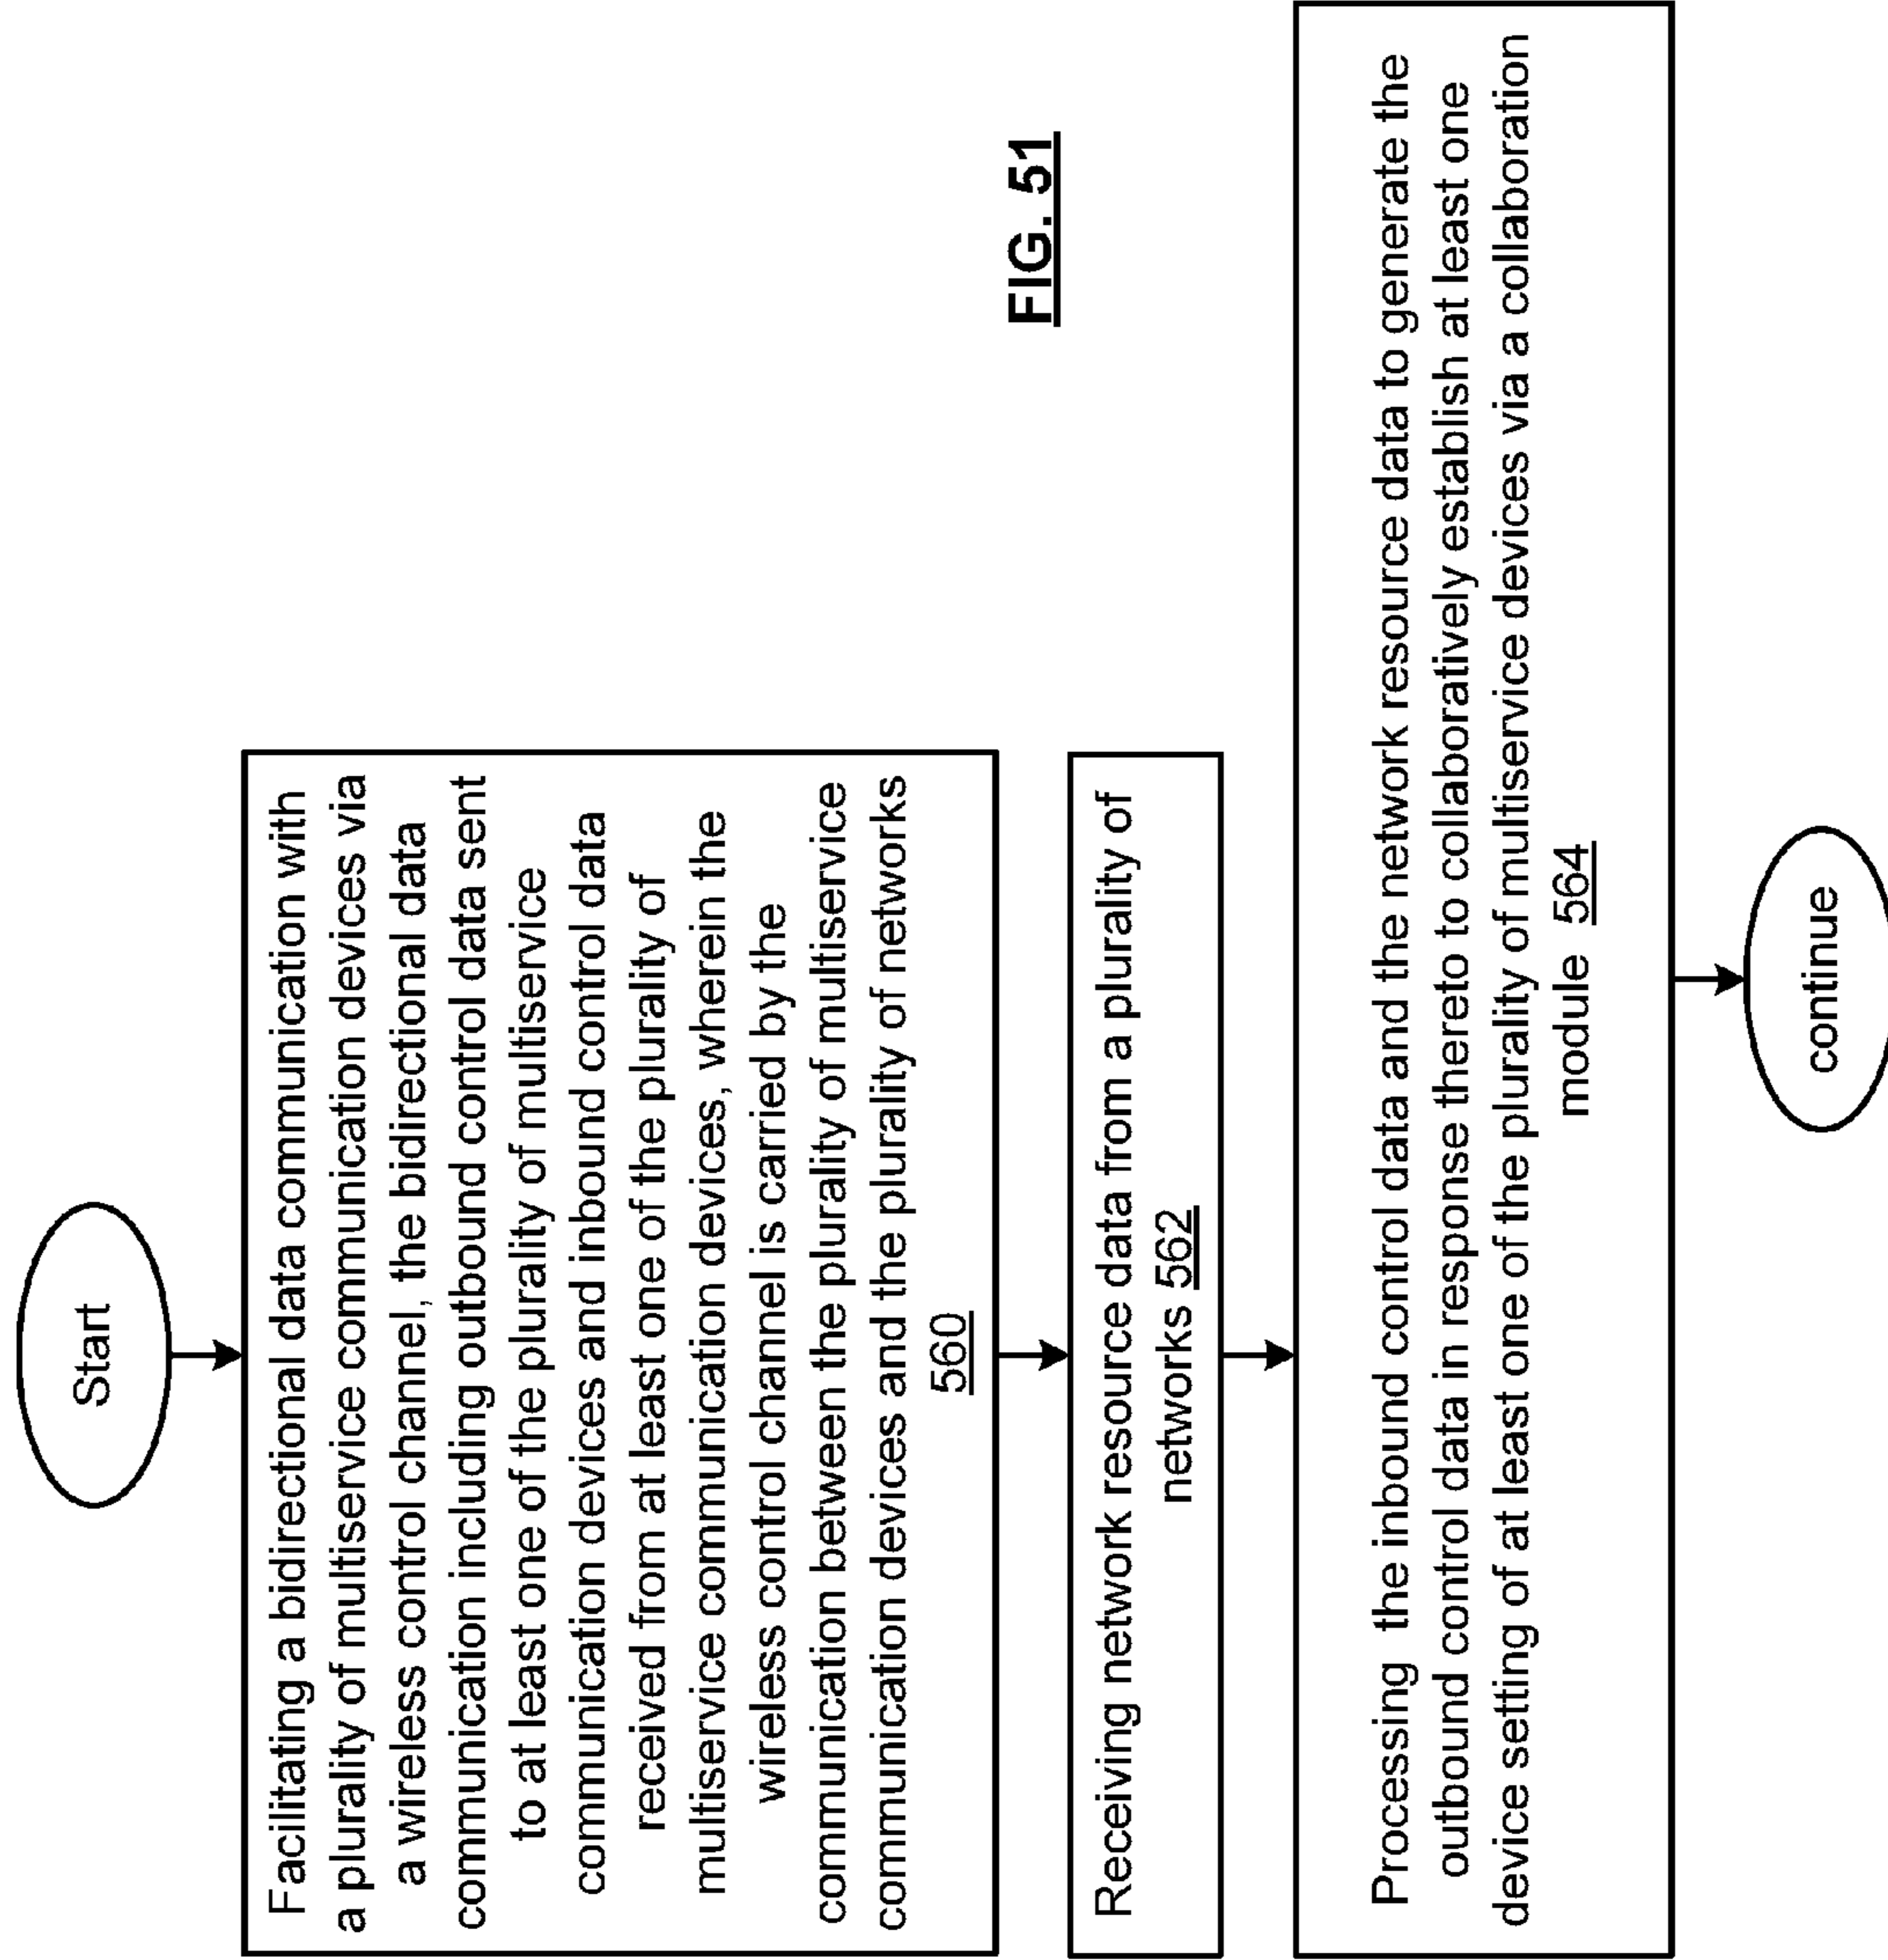 Start
Facilitating a bidirectional data communication with
a plurality of multiservice communication devices via
a wireless control channel, the bidirectional data
communication including outbound control data sent
to at least one of the plurality of multiservice
communication devices and inbound control data
received from at least one of the plurality of
multiservice communication devices, wherein the
wireless control channel is carried by the
communication between the plurality of multiservice
communication devices and the plurality of networks
560
Receiving network resource data from a plurality of
networks 562
Processing the inbound control data and the network resource data to generate the
outbound control data in response thereto to collaboratively establish at least one
device setting of at least one of the plurality of multiservice devices via a collaboration
module 564
continue
FIG. 51